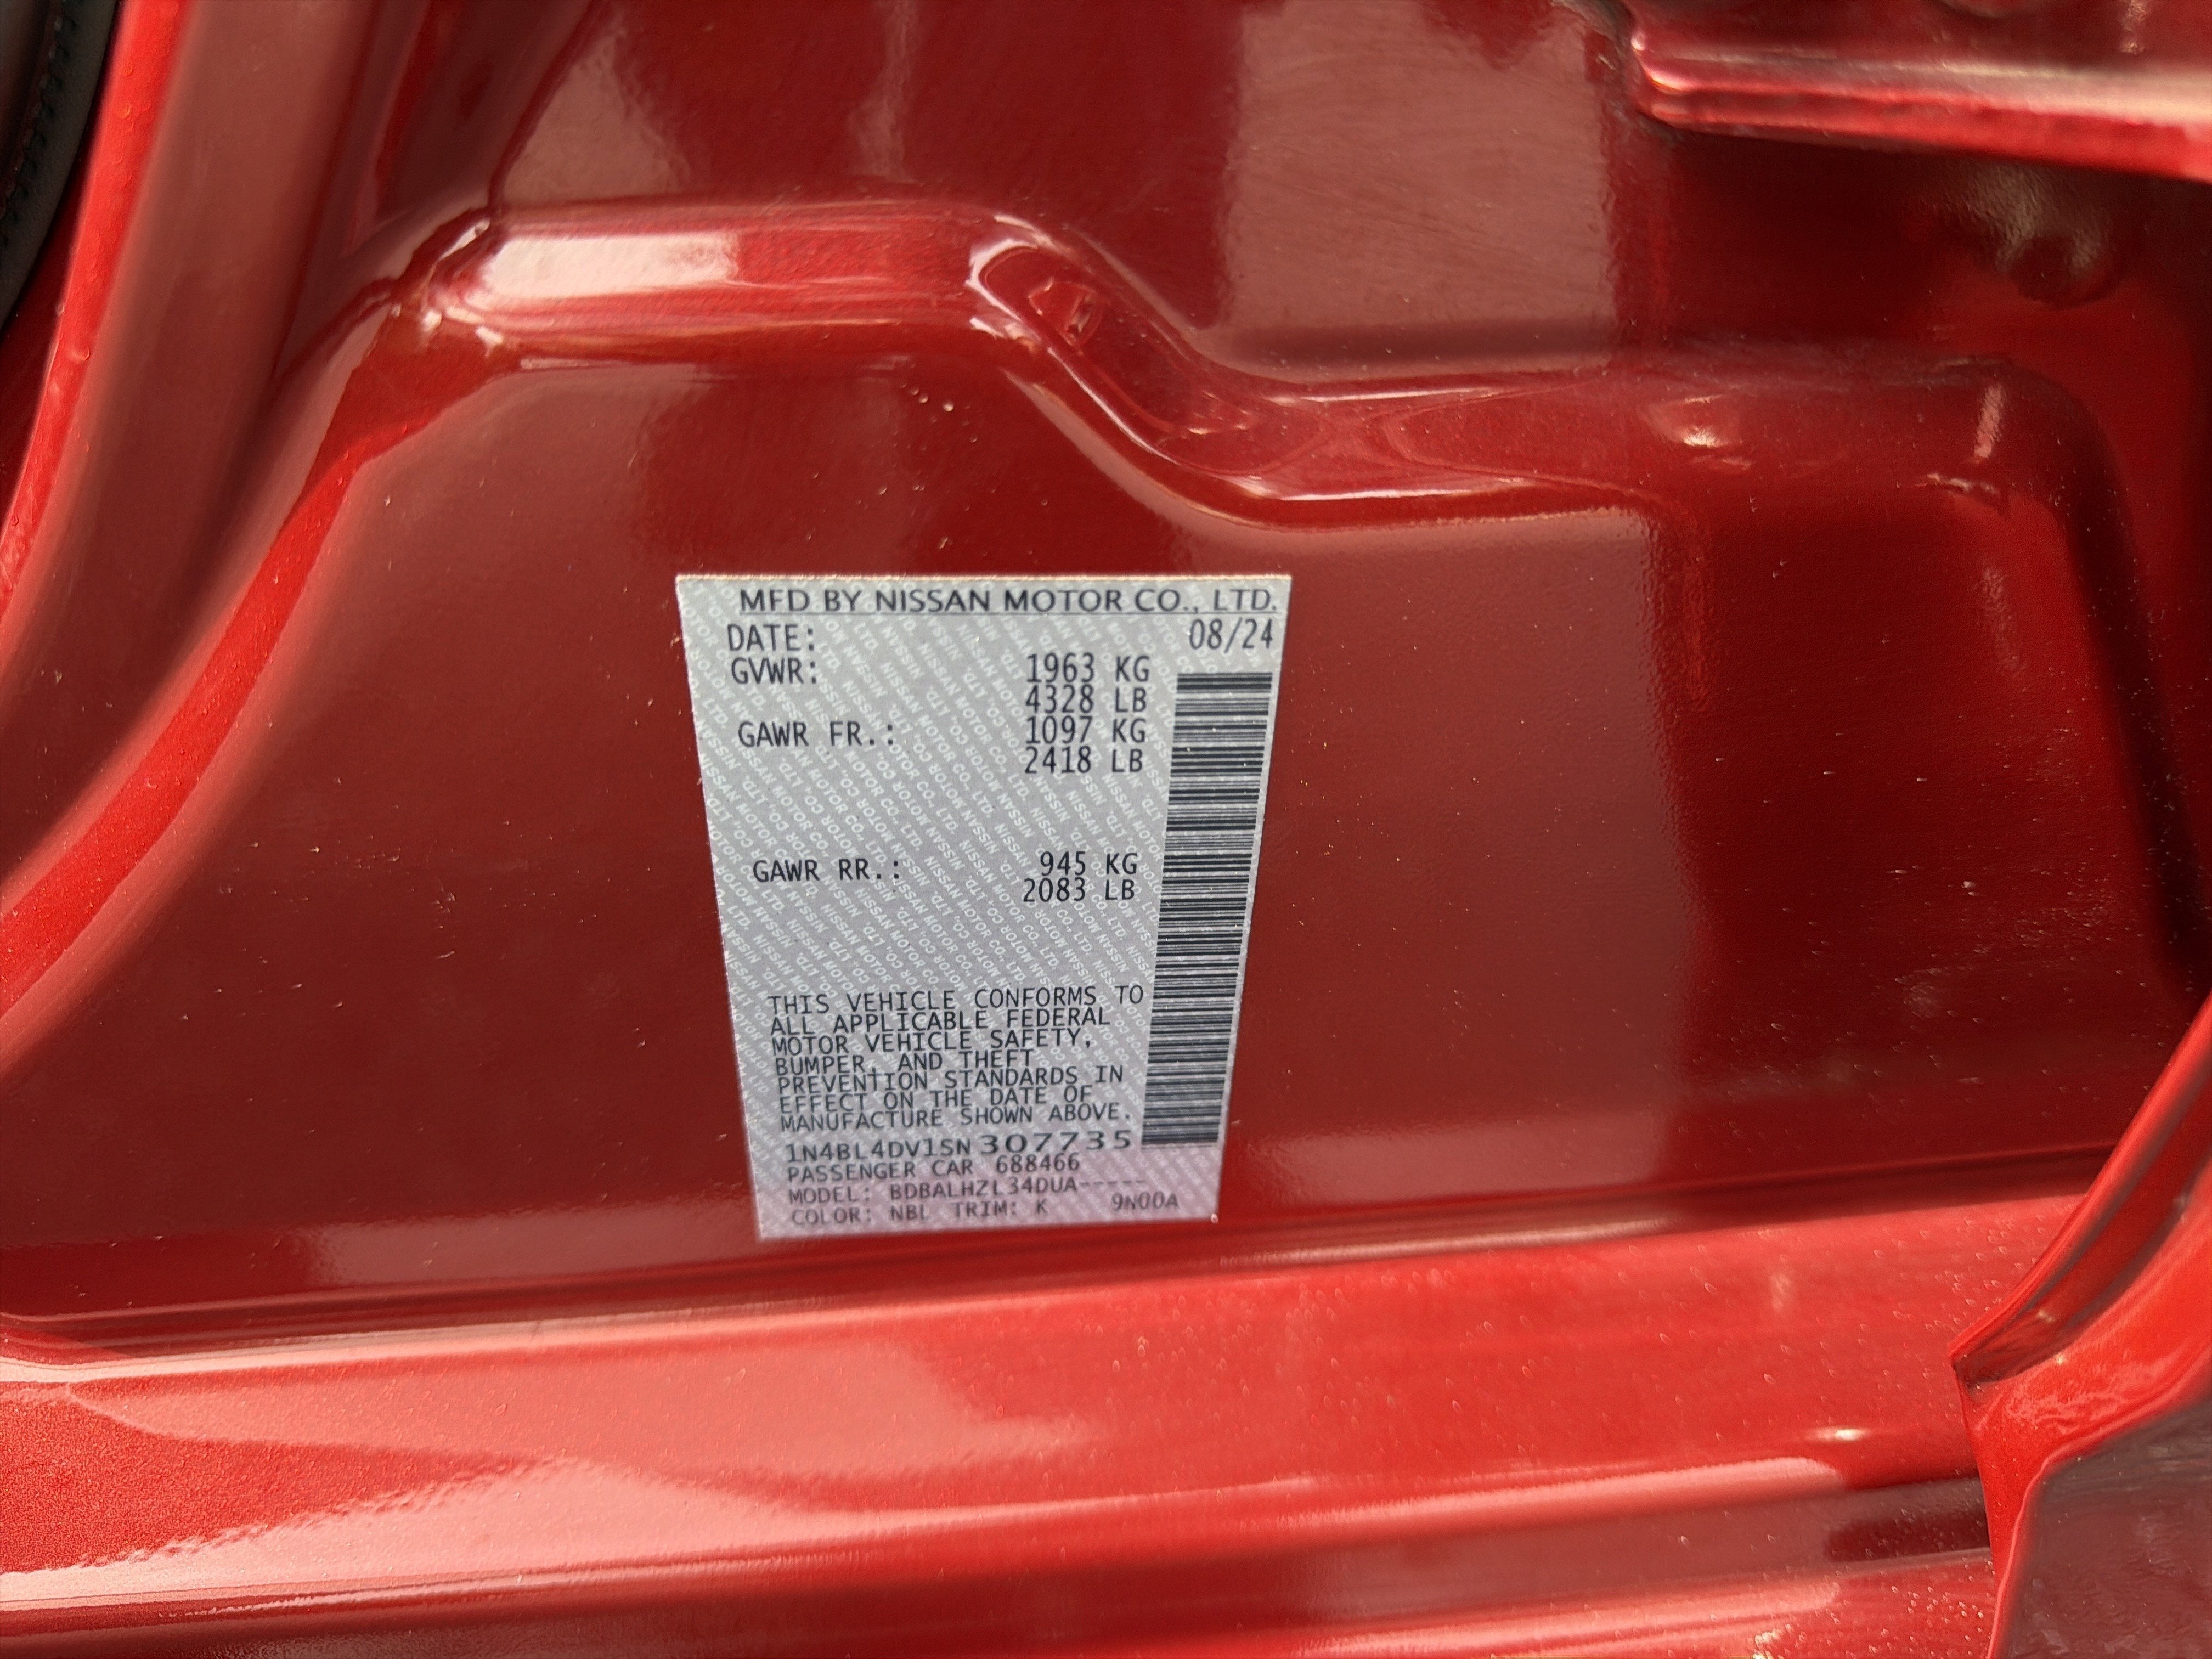 MFD BY NISSAN MOTOR CO., LTD.
DATE: 08/24
GVWR: 1963 KG
4328 LB
GAWR FR.: 1097 KG
2418 LB
GAWR RR.: 945 KG
2083 LB
THIS VEHICLE CONFORMS TO
ALL APPLICABLE FEDERAL
MOTOR VEHICLE SAFETY,
BUMPER, AND THEFT
PREVENTION STANDARDS IN
EFFECT ON THE DATE OF
MANUFACTURE SHOWN ABOVE.
1N4BL4DV1SN307735
PASSENGER CAR 688466
MODEL: BDBALHZL34DUA-----
COLOR: NBL TRIM: K 9N00A